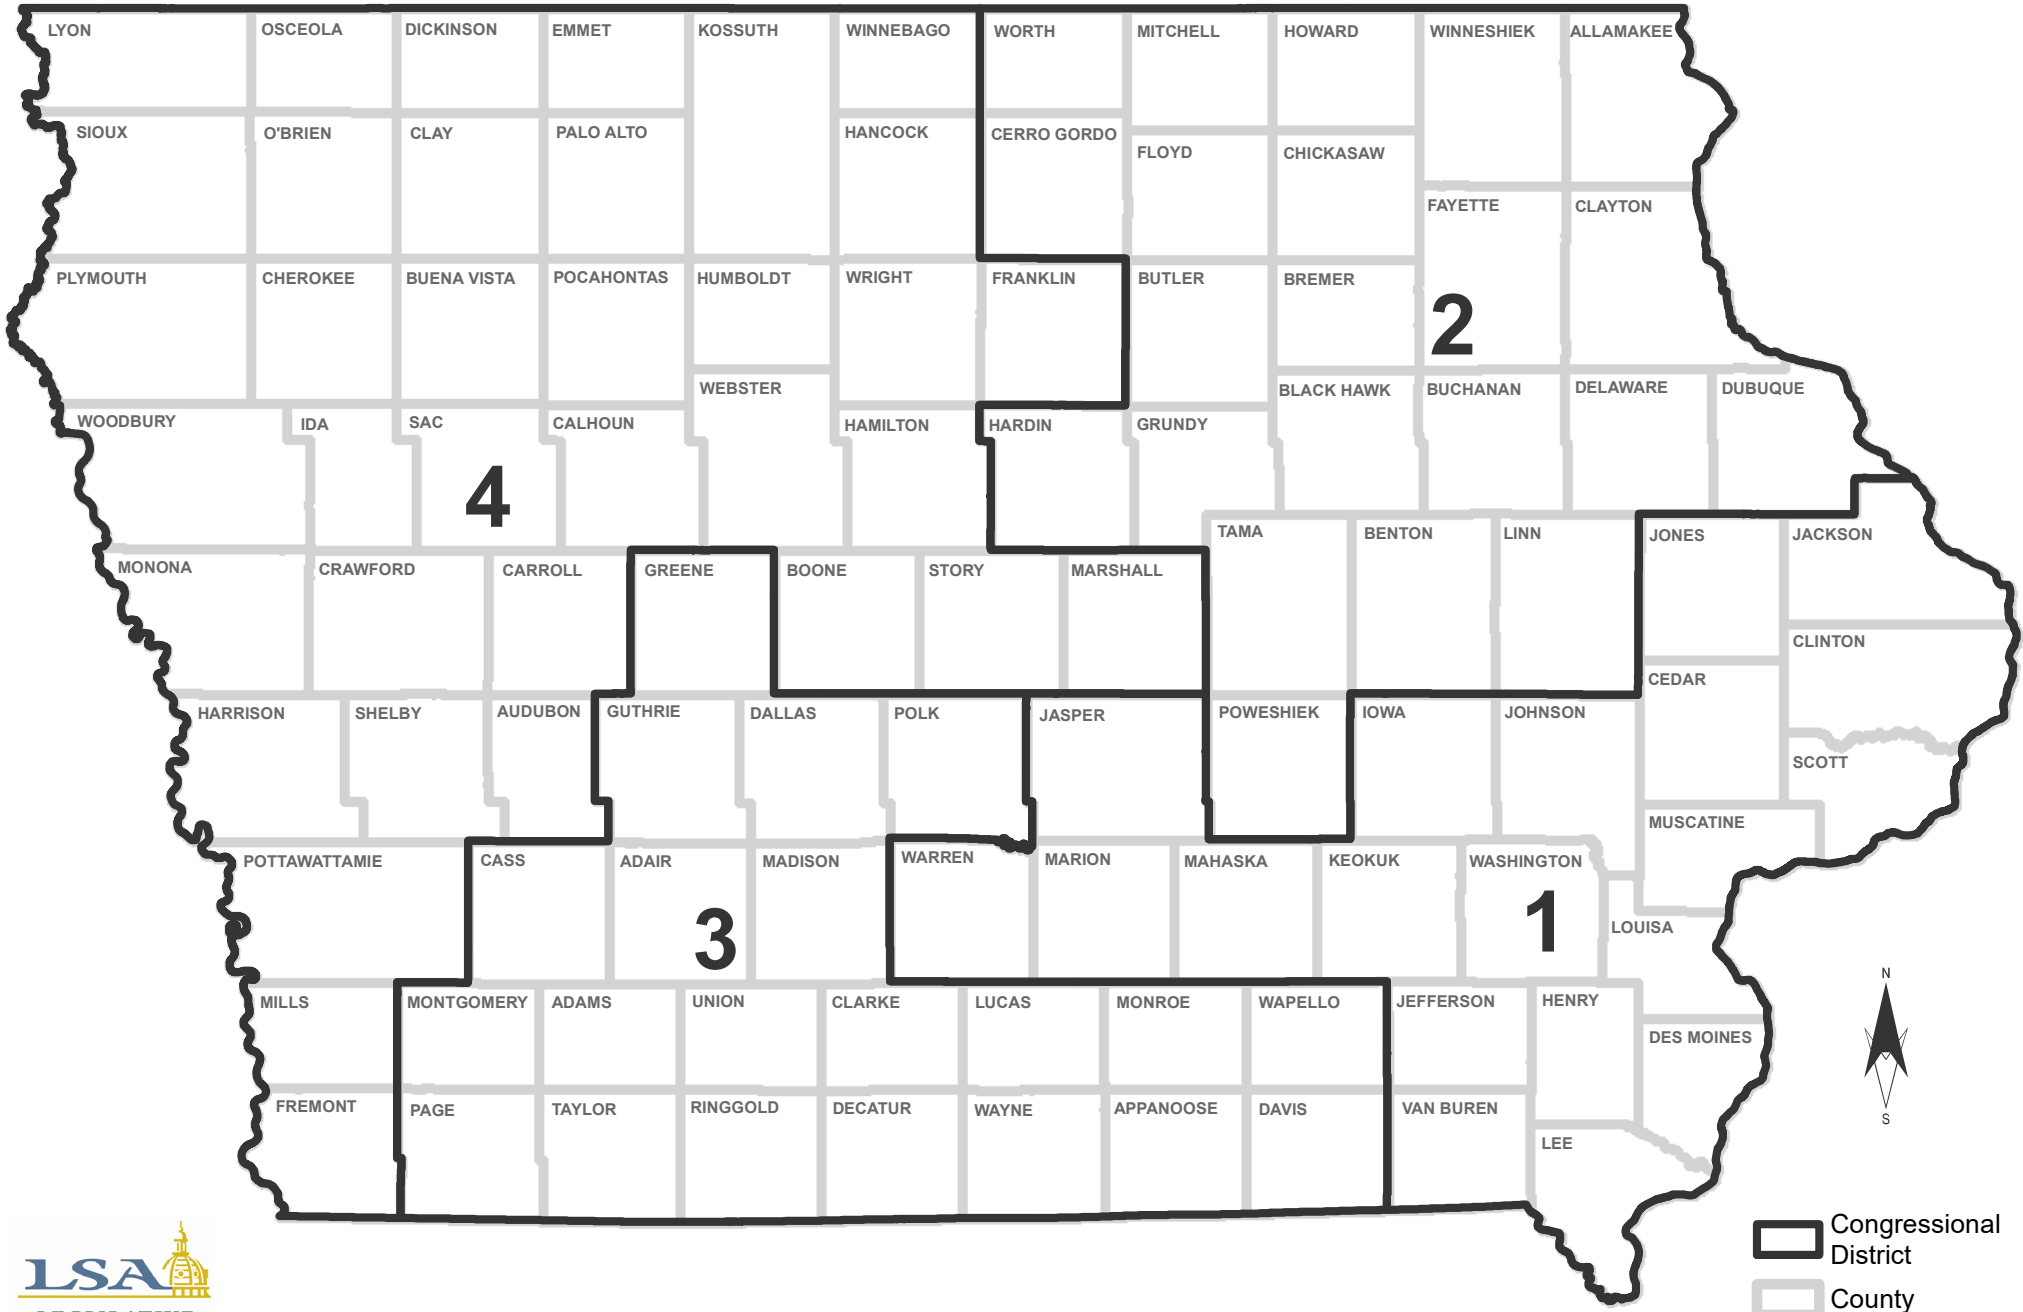 LYON OSCEOLA DICKINSON EMMET KOSSUTH WINNEBAGO WORTH MITCHELL HOWARD WINNESHIEK ALLAMAKEE
SIOUX O'BRIEN CLAY PALO ALTO HANCOCK CERRO GORDO
FLOYD CHICKASAW
FAYETTE CLAYTON
PLYMOUTH CHEROKEE BUENA VISTA POCAHONTAS HUMBOLDT WRIGHT FRANKLIN BUTLER BREMER
2
WEBSTER BLACK HAWK BUCHANAN DELAWARE DUBUQUE
WOODBURY IDA SAC CALHOUN HAMILTON HARDIN GRUNDY
4
TAMA BENTON LINN JONES JACKSON
MONONA CRAWFORD CARROLL GREENE BOONE STORY MARSHALL
CLINTON
CEDAR
HARRISON SHELBY AUDUBON GUTHRIE DALLAS POLK JASPER POWESHIEK IOWA JOHNSON
SCOTT
MUSCATINE
POTTAWATTAMIE CASS ADAIR MADISON WARREN MARION MAHASKA KEOKUK WASHINGTON
3 1
LOUISA
N
MILLS MONTGOMERY ADAMS UNION CLARKE LUCAS MONROE WAPELLO JEFFERSON HENRY
DES MOINES
FREMONT PAGE TAYLOR RINGGOLD DECATUR WAYNE APPANOOSE DAVIS VAN BUREN
S
LEE
Congressional
District
LSA
County